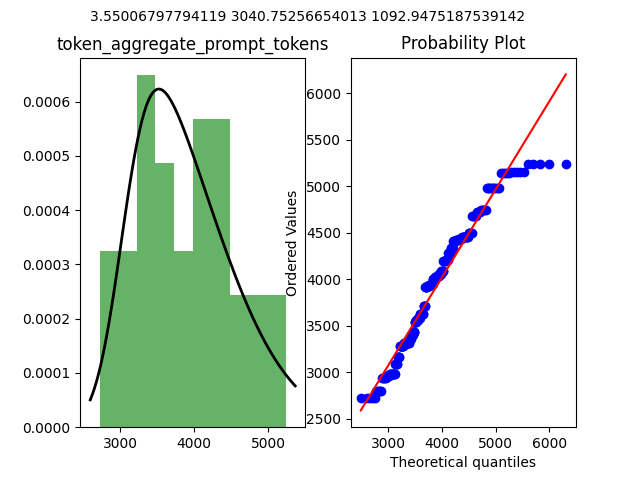 3.55006797794119 3040.75256654013 1092.9475187539142
token_aggregate_prompt_tokens
Probability Plot
0.0006
0.0005
0.0004
0.0003
0.0002
0.0001
0.0000
3000 4000 5000
Ordered Values
6000
5500
5000
4500
4000
3500
3000
2500
3000 4000 5000 6000
Theoretical quantiles